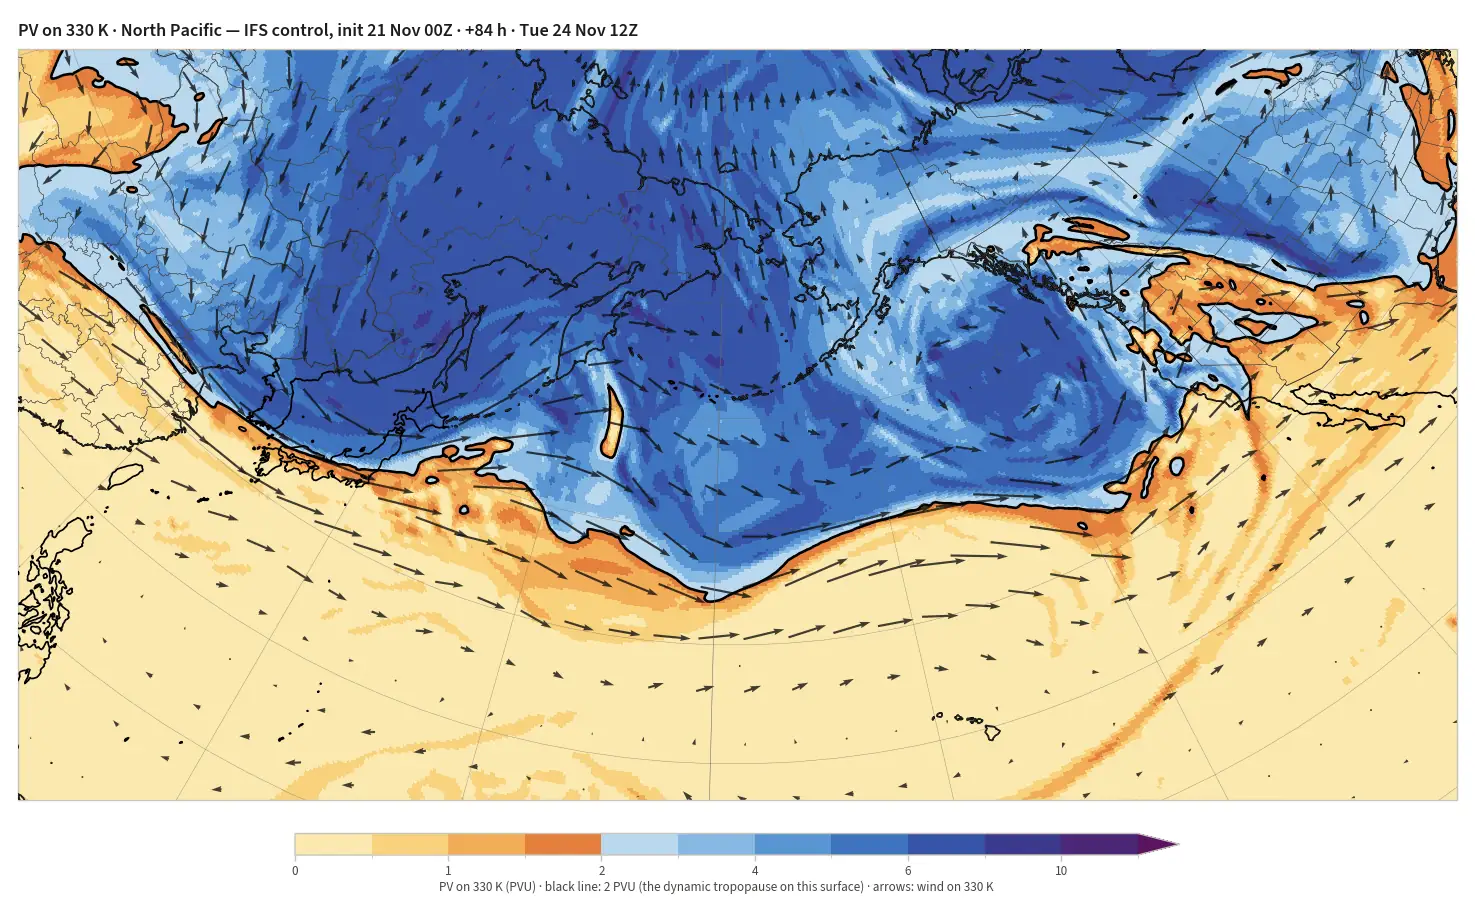 PV on 330 K · North Pacific — IFS control, init 21 Nov 00Z · +84 h · Tue 24 Nov 12Z
0 1 2 4 6 10
PV on 330 K (PVU) · black line: 2 PVU (the dynamic tropopause on this surface) · arrows: wind on 330 K